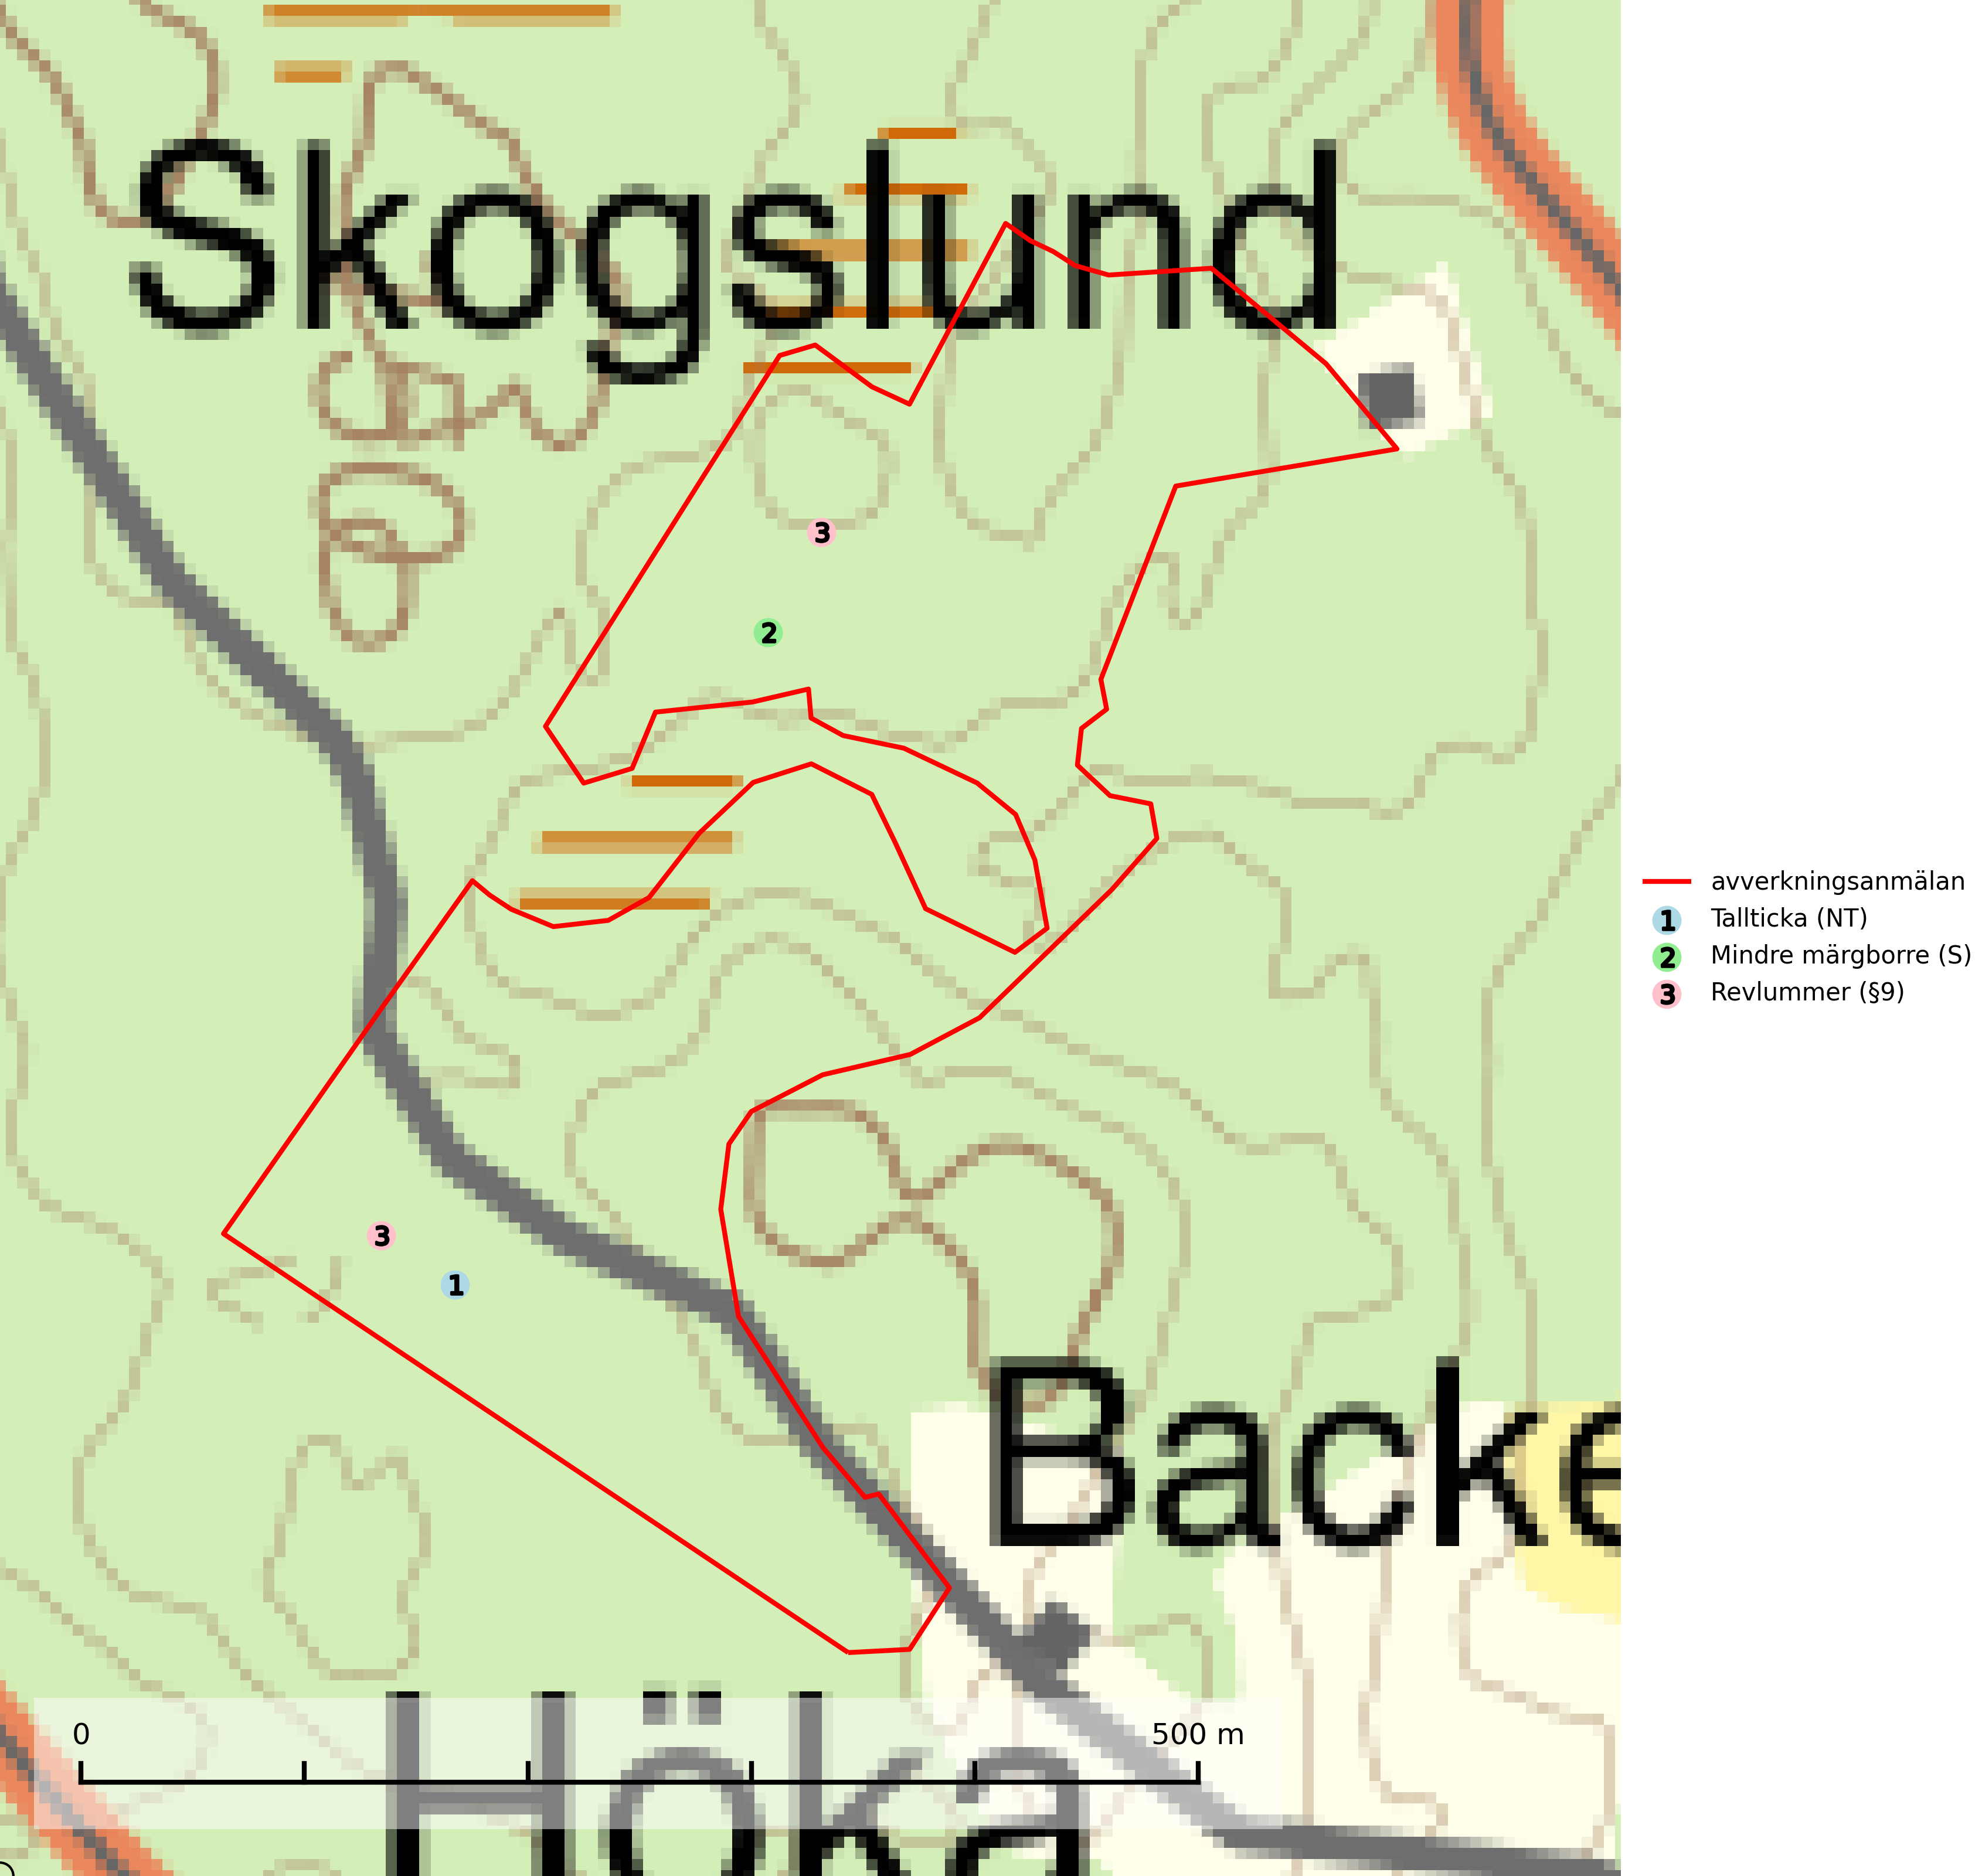 Skogslund
3
2
avverkningsanmälan
1 Tallticka (NT)
2 Mindre märgborre (S)
3 Revlummer (§9)
3
1
Backe
0 500 m
Höka